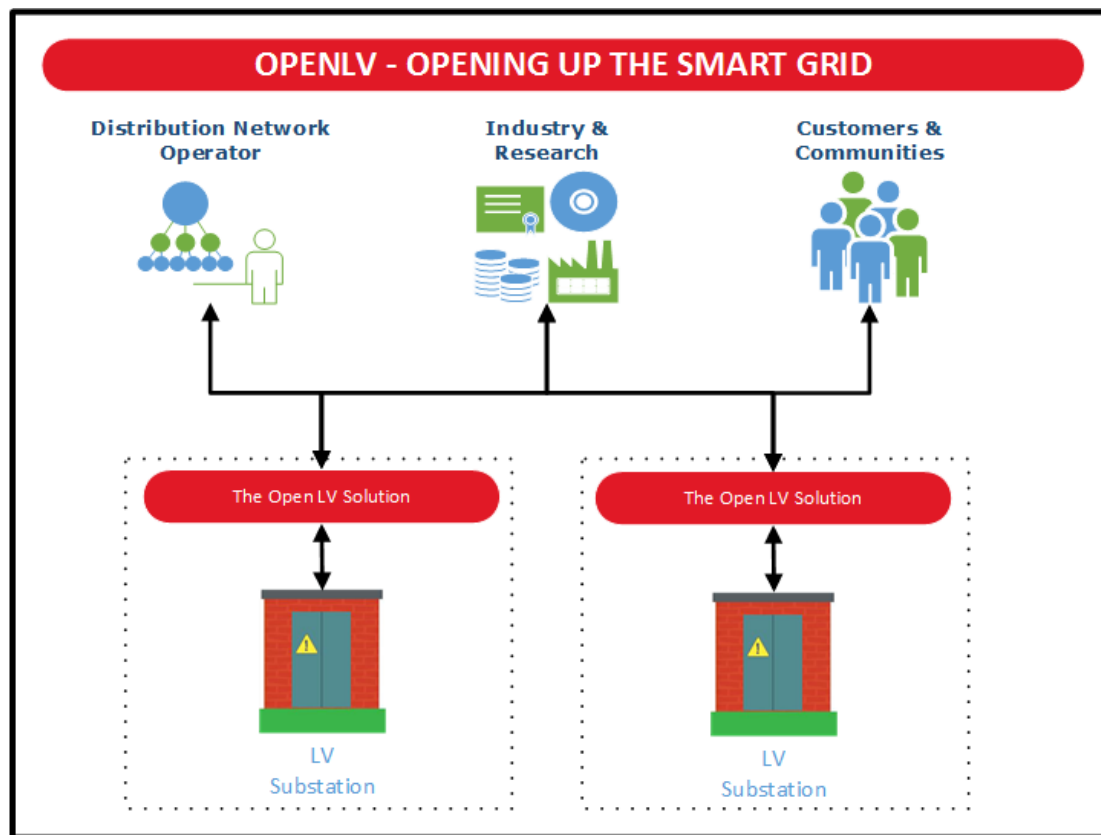 OPENLV - OPENING UP THE SMART GRID
Distribution Network
Operator
Industry &
Research
Customers &
Communities
The Open LV Solution
The Open LV Solution
LV
Substation
LV
Substation